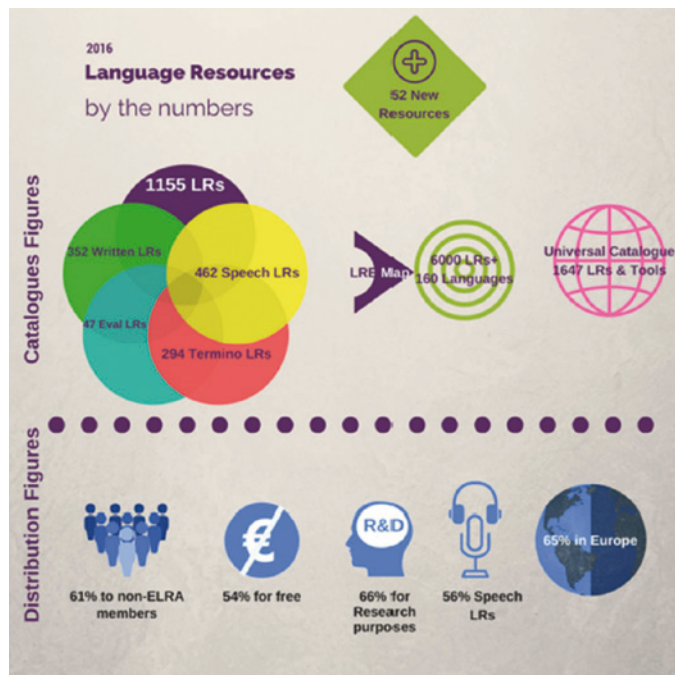 2016
Language Resources
by the numbers
52 New
Resources
Catalogues Figures
1155 LRs
352 Written LRs
462 Speech LRs
47 Eval LRs
294 Termino LRs
LRE Map
6000 LRs+
160 Languages
Universal Catalogue
1647 LRs & Tools
Distribution Figures
61% to non-ELRA
members
€
54% for free
R&D
66% for
Research
purposes
56% Speech
LRs
65% in Europe